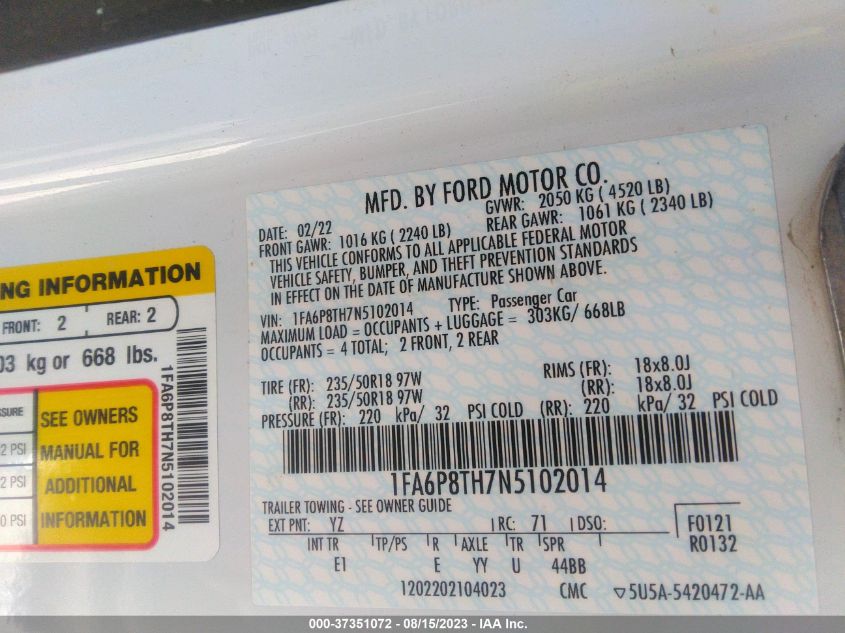 NG INFORMATION
FRONT: 2 REAR: 2
03 kg or 668 lbs.
SSURE
SEE OWNERS
2 PSI
MANUAL FOR
2 PSI
ADDITIONAL
0 PSI
INFORMATION
1FA6P8TH7N5102014
MFD. BY FORD MOTOR CO.
DATE: 02/22 GVWR: 2050 KG ( 4520 LB)
FRONT GAWR: 1016 KG ( 2240 LB) REAR GAWR: 1061 KG ( 2340 LB)
THIS VEHICLE CONFORMS TO ALL APPLICABLE FEDERAL MOTOR
VEHICLE SAFETY, BUMPER, AND THEFT PREVENTION STANDARDS
IN EFFECT ON THE DATE OF MANUFACTURE SHOWN ABOVE.
VIN: 1FA6P8TH7N5102014 TYPE: Passenger Car
MAXIMUM LOAD = OCCUPANTS + LUGGAGE = 303KG/ 668LB
OCCUPANTS = 4 TOTAL; 2 FRONT, 2 REAR
TIRE (FR): 235/50R18 97W RIMS (FR): 18x8.0J
(RR): 235/50R18 97W (RR): 18x8.0J
PRESSURE (FR): 220 kPa/ 32 PSI COLD (RR): 220 kPa/ 32 PSI COLD
1FA6P8TH7N5102014
TRAILER TOWING - SEE OWNER GUIDE
EXT PNT: YZ RC: 71 DSO: F0121
R0132
INT TR TP/PS R AXLE TR SPR
E1 E YY U 44BB
1202202104023 CMC ▽5U5A-5420472-AA
000-37351072 - 08/15/2023 - IAA Inc.